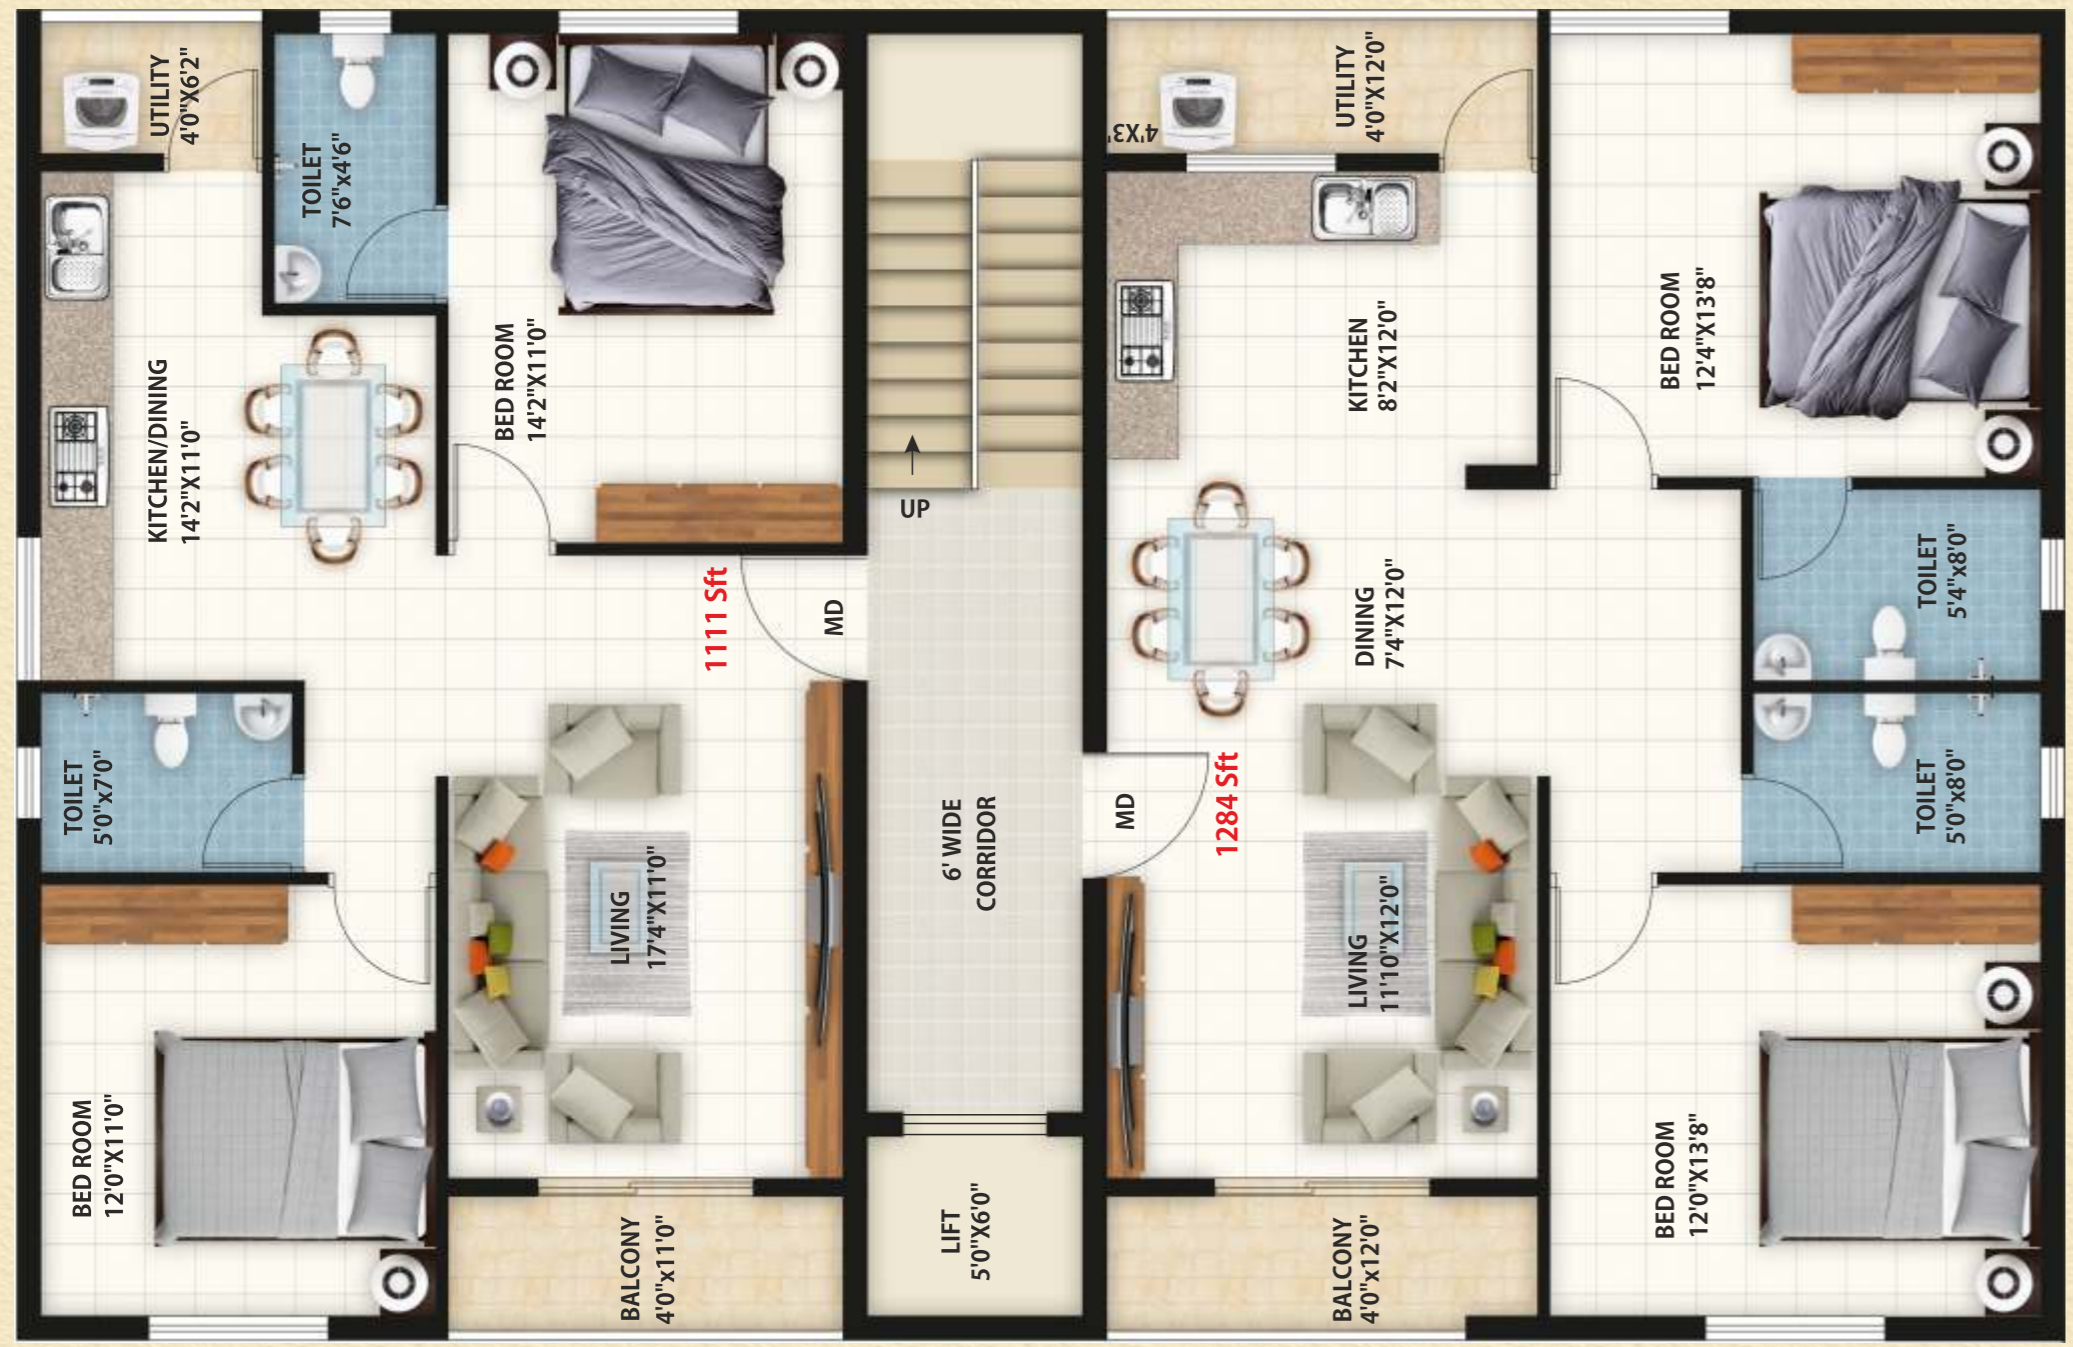 UTILITY
4'0"X6'2"
TOILET
7'6"x4'6"
BED ROOM
14'2"X11'0"
KITCHEN/DINING
14'2"X11'0"
TOILET
5'0"x7'0"
BED ROOM
12'0"X11'0"
LIVING
17'4"X11'0"
BALCONY
4'0"x11'0"
1111 Sft
MD
UP
6' WIDE
CORRIDOR
LIFT
5'0"X6'0"
4'X3'
UTILITY
4'0"X12'0"
KITCHEN
8'2"X12'0"
DINING
7'4"X12'0"
MD
1284 Sft
LIVING
11'10"X12'0"
BALCONY
4'0"x12'0"
BED ROOM
12'4"X13'8"
TOILET
5'4"x8'0"
TOILET
5'0"x8'0"
BED ROOM
12'0"X13'8"